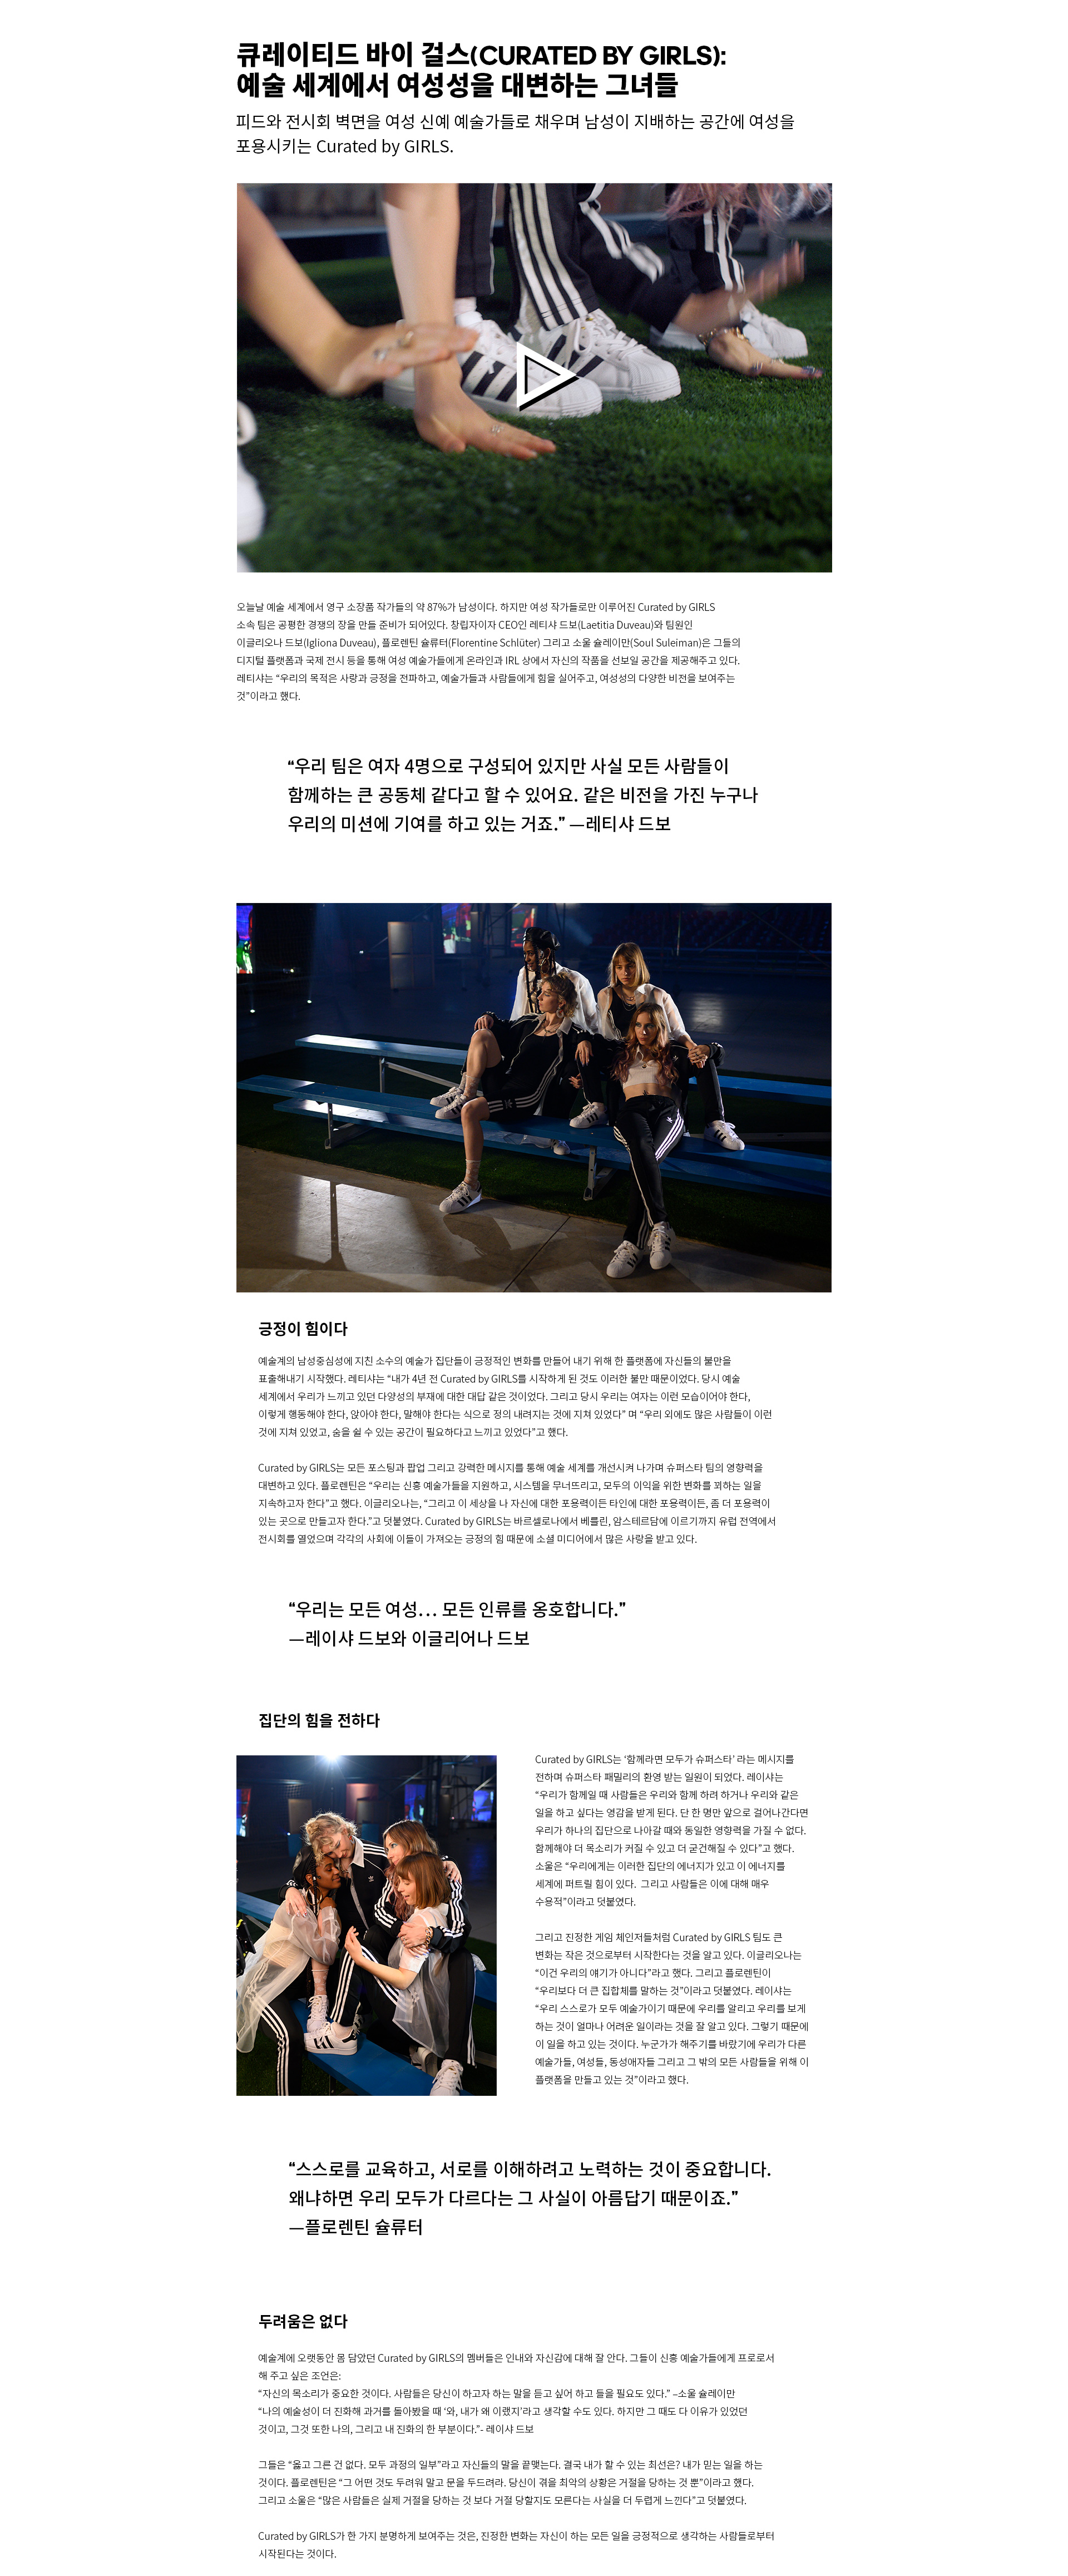 큐레이티드 바이 걸스(CURATED BY GIRLS):
예술 세계에서 여성성을 대변하는 그녀들
피드와 전시회 벽면을 여성 신예 예술가들로 채우며 남성이 지배하는 공간에 여성을
포용시키는 Curated by GIRLS.
오늘날 예술 세계에서 영구 소장품 작가들의 약 87%가 남성이다. 하지만 여성 작가들로만 이루어진 Curated by GIRLS
소속 팀은 공평한 경쟁의 장을 만들 준비가 되어있다. 창립자이자 CEO인 레티샤 드보(Laetitia Duveau)와 팀원인
이글리오나 드보(Igliona Duveau), 플로렌틴 슐류터(Florentine Schlüter) 그리고 소울 슐레이만(Soul Suleiman)은 그들의
디지털 플랫폼과 국제 전시 등을 통해 여성 예술가들에게 온라인과 IRL 상에서 자신의 작품을 선보일 공간을 제공해주고 있다.
레티샤는 “우리의 목적은 사랑과 긍정을 전파하고, 예술가들과 사람들에게 힘을 실어주고, 여성성의 다양한 비전을 보여주는
것”이라고 했다.
“우리 팀은 여자 4명으로 구성되어 있지만 사실 모든 사람들이
함께하는 큰 공동체 같다고 할 수 있어요. 같은 비전을 가진 누구나
우리의 미션에 기여를 하고 있는 거죠.” —레티샤 드보
긍정이 힘이다
예술계의 남성중심성에 지친 소수의 예술가 집단들이 긍정적인 변화를 만들어 내기 위해 한 플랫폼에 자신들의 불만을
표출해내기 시작했다. 레티샤는 “내가 4년 전 Curated by GIRLS를 시작하게 된 것도 이러한 불만 때문이었다. 당시 예술
세계에서 우리가 느끼고 있던 다양성의 부재에 대한 대답 같은 것이었다. 그리고 당시 우리는 여자는 이런 모습이어야 한다,
이렇게 행동해야 한다, 앉아야 한다, 말해야 한다는 식으로 정의 내려지는 것에 지쳐 있었다” 며 “우리 외에도 많은 사람들이 이런
것에 지쳐 있었고, 숨을 쉴 수 있는 공간이 필요하다고 느끼고 있었다”고 했다.
Curated by GIRLS는 모든 포스팅과 팝업 그리고 강력한 메시지를 통해 예술 세계를 개선시켜 나가며 슈퍼스타 팀의 영향력을
대변하고 있다. 플로렌틴은 “우리는 신흥 예술가들을 지원하고, 시스템을 무너뜨리고, 모두의 이익을 위한 변화를 꾀하는 일을
지속하고자 한다”고 했다. 이글리오나는, “그리고 이 세상을 나 자신에 대한 포용력이든 타인에 대한 포용력이든, 좀 더 포용력이
있는 곳으로 만들고자 한다.”고 덧붙였다. Curated by GIRLS는 바르셀로나에서 베를린, 암스테르담에 이르기까지 유럽 전역에서
전시회를 열었으며 각각의 사회에 이들이 가져오는 긍정의 힘 때문에 소셜 미디어에서 많은 사랑을 받고 있다.
“우리는 모든 여성... 모든 인류를 옹호합니다.”
—레이샤 드보와 이글리어나 드보
집단의 힘을 전하다
Curated by GIRLS는 ‘함께라면 모두가 슈퍼스타’ 라는 메시지를
전하며 슈퍼스타 패밀리의 환영 받는 일원이 되었다. 레이샤는
“우리가 함께일 때 사람들은 우리와 함께 하려 하거나 우리와 같은
일을 하고 싶다는 영감을 받게 된다. 단 한 명만 앞으로 걸어나간다면
우리가 하나의 집단으로 나아갈 때와 동일한 영향력을 가질 수 없다.
함께해야 더 목소리가 커질 수 있고 더 굳건해질 수 있다”고 했다.
소울은 “우리에게는 이러한 집단의 에너지가 있고 이 에너지를
세계에 퍼트릴 힘이 있다. 그리고 사람들은 이에 대해 매우
수용적”이라고 덧붙였다.
그리고 진정한 게임 체인저들처럼 Curated by GIRLS 팀도 큰
변화는 작은 것으로부터 시작한다는 것을 알고 있다. 이글리오나는
“이건 우리의 얘기가 아니다”라고 했다. 그리고 플로렌틴이
“우리보다 더 큰 집합체를 말하는 것”이라고 덧붙였다. 레이샤는
“우리 스스로가 모두 예술가이기 때문에 우리를 알리고 우리를 보게
하는 것이 얼마나 어려운 일이라는 것을 잘 알고 있다. 그렇기 때문에
이 일을 하고 있는 것이다. 누군가가 해주기를 바랐기에 우리가 다른
예술가들, 여성들, 동성애자들 그리고 그 밖의 모든 사람들을 위해 이
플랫폼을 만들고 있는 것”이라고 했다.
“스스로를 교육하고, 서로를 이해하려고 노력하는 것이 중요합니다.
왜냐하면 우리 모두가 다르다는 그 사실이 아름답기 때문이죠.”
—플로렌틴 슐류터
두려움은 없다
예술계에 오랫동안 몸 담았던 Curated by GIRLS의 멤버들은 인내와 자신감에 대해 잘 안다. 그들이 신흥 예술가들에게 프로로서
해 주고 싶은 조언은:
“자신의 목소리가 중요한 것이다. 사람들은 당신이 하고자 하는 말을 듣고 싶어 하고 들을 필요도 있다.” –소울 슐레이만
“나의 예술성이 더 진화해 과거를 돌아봤을 때 ‘와, 내가 왜 이랬지’라고 생각할 수도 있다. 하지만 그 때도 다 이유가 있었던
것이고, 그것 또한 나의, 그리고 내 진화의 한 부분이다.”- 레이샤 드보
그들은 “옳고 그른 건 없다. 모두 과정의 일부”라고 자신들의 말을 끝맺는다. 결국 내가 할 수 있는 최선은? 내가 믿는 일을 하는
것이다. 플로렌틴은 “그 어떤 것도 두려워 말고 문을 두드려라. 당신이 겪을 최악의 상황은 거절을 당하는 것 뿐”이라고 했다.
그리고 소울은 “많은 사람들은 실제 거절을 당하는 것 보다 거절 당할지도 모른다는 사실을 더 두렵게 느낀다”고 덧붙였다.
Curated by GIRLS가 한 가지 분명하게 보여주는 것은, 진정한 변화는 자신이 하는 모든 일을 긍정적으로 생각하는 사람들로부터
시작된다는 것이다.